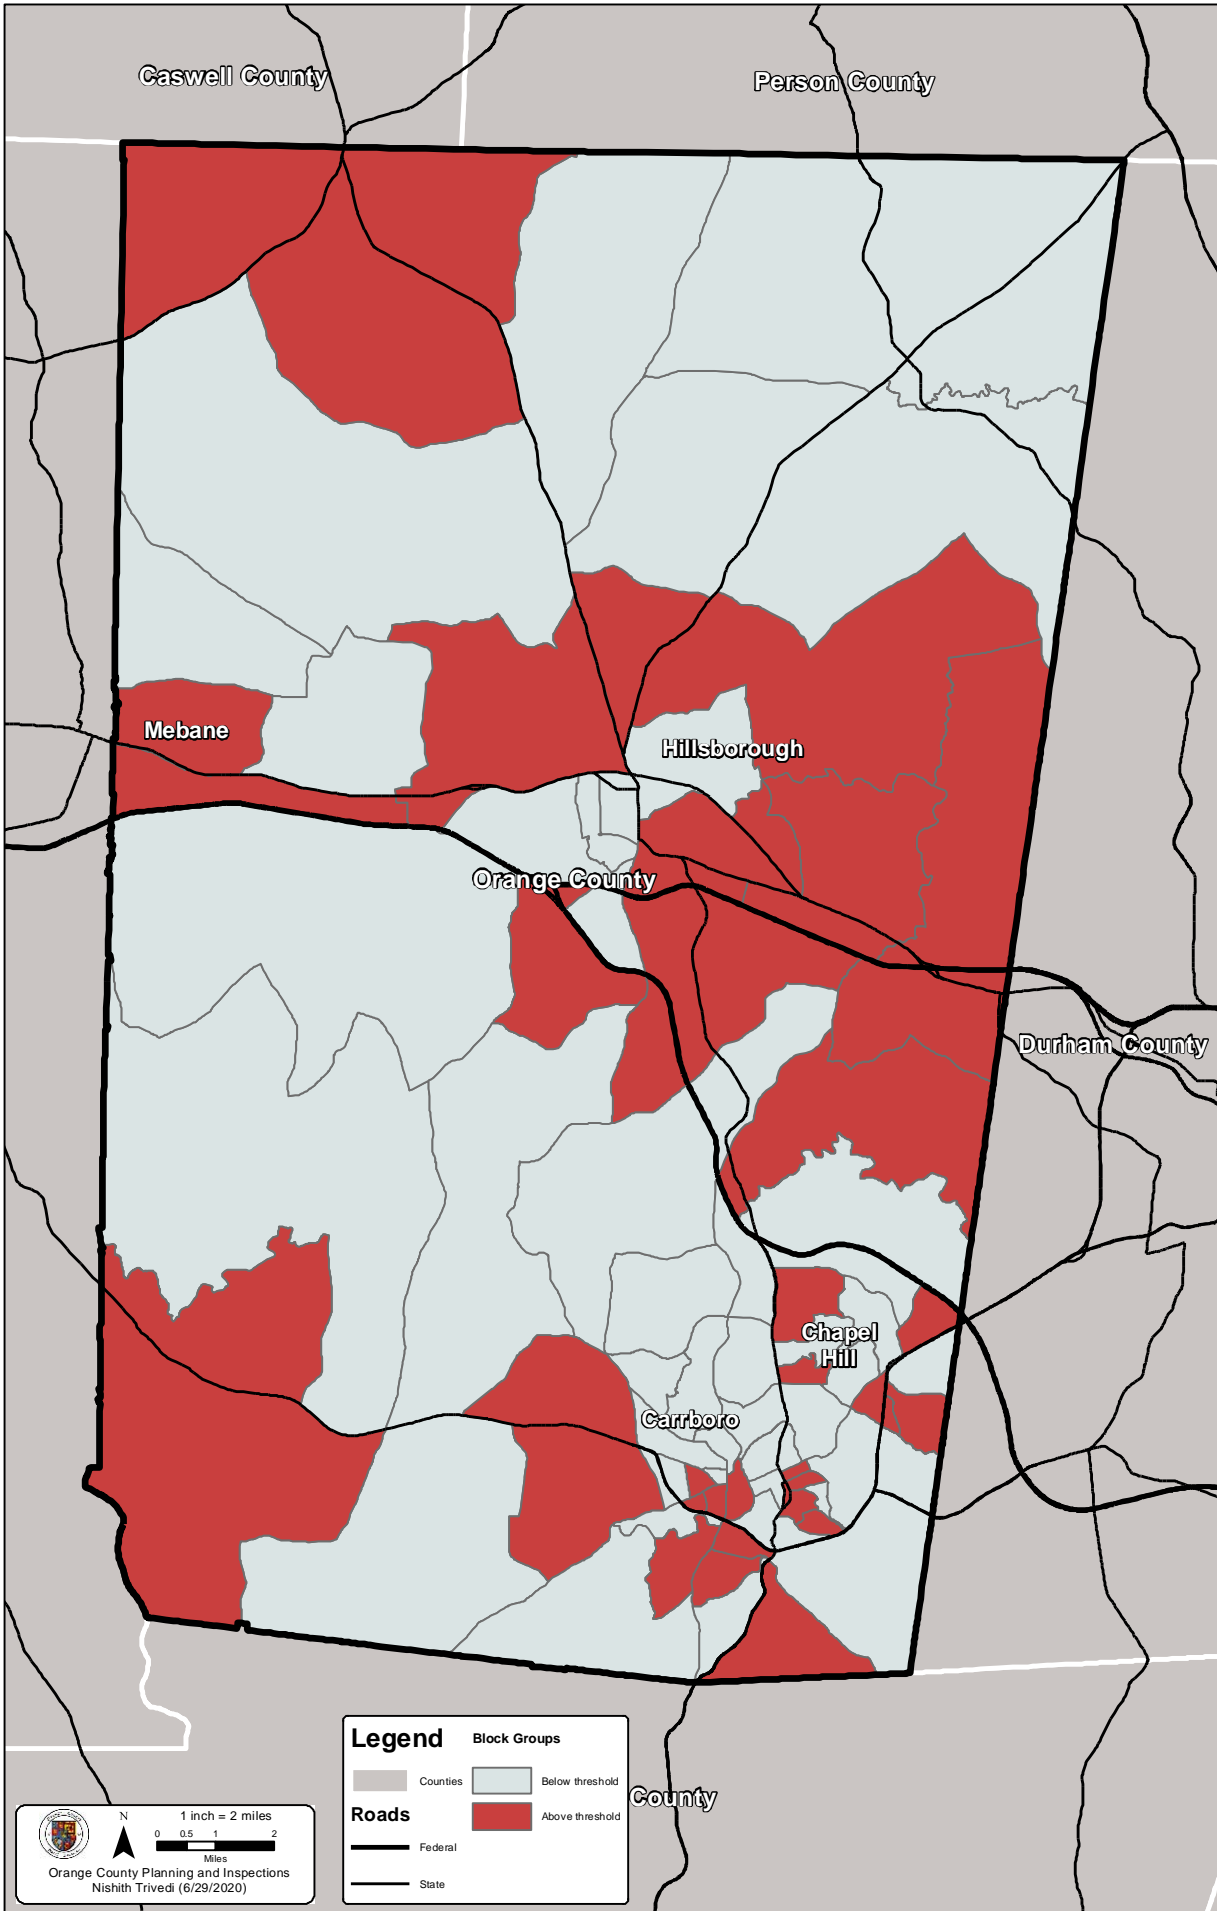 Caswell County
Person County
Mebane
Hillsborough
Orange County
Durham County
Chapel
Hill
Carrboro
County
Legend
Block Groups
Counties
Below threshold
Roads
Above threshold
Federal
State
N
1 inch = 2 miles
0 0.5 1 2
Miles
Orange County Planning and Inspections
Nishith Trivedi (6/29/2020)